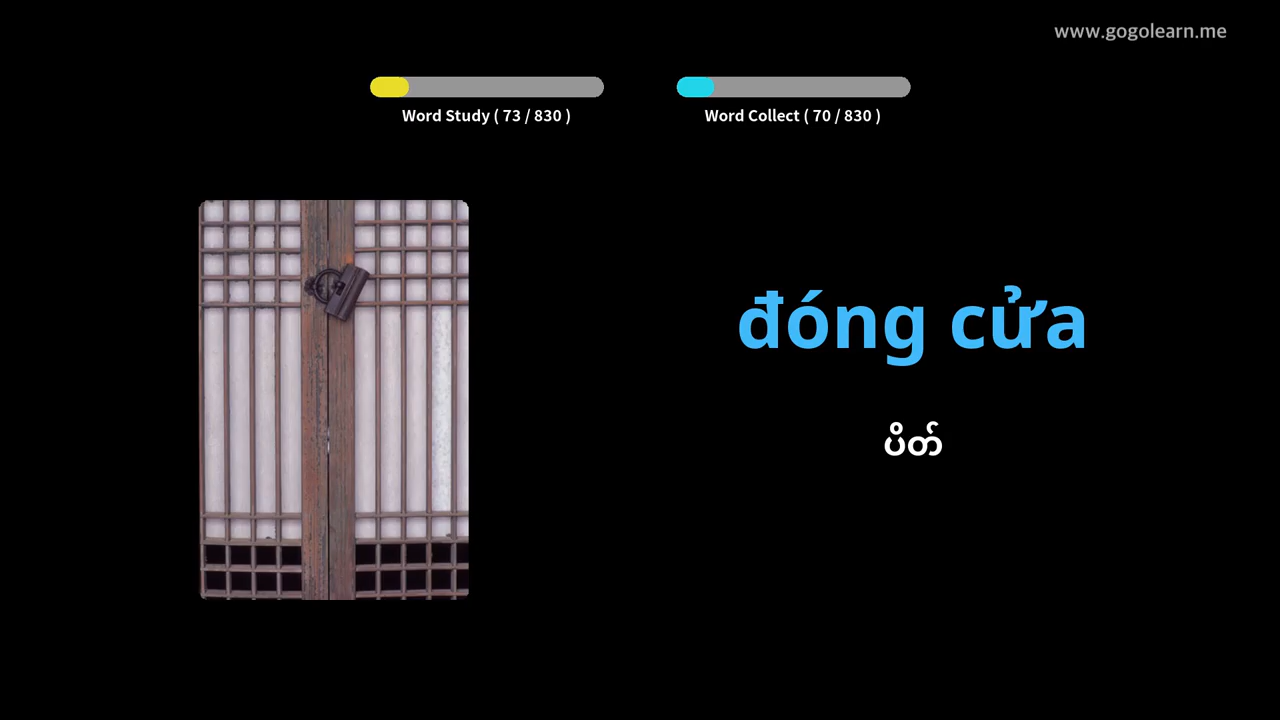 www.gogolearn.me
Word Study ( 73 / 830 )
Word Collect ( 70 / 830 )
đóng cửa
ပိတ်